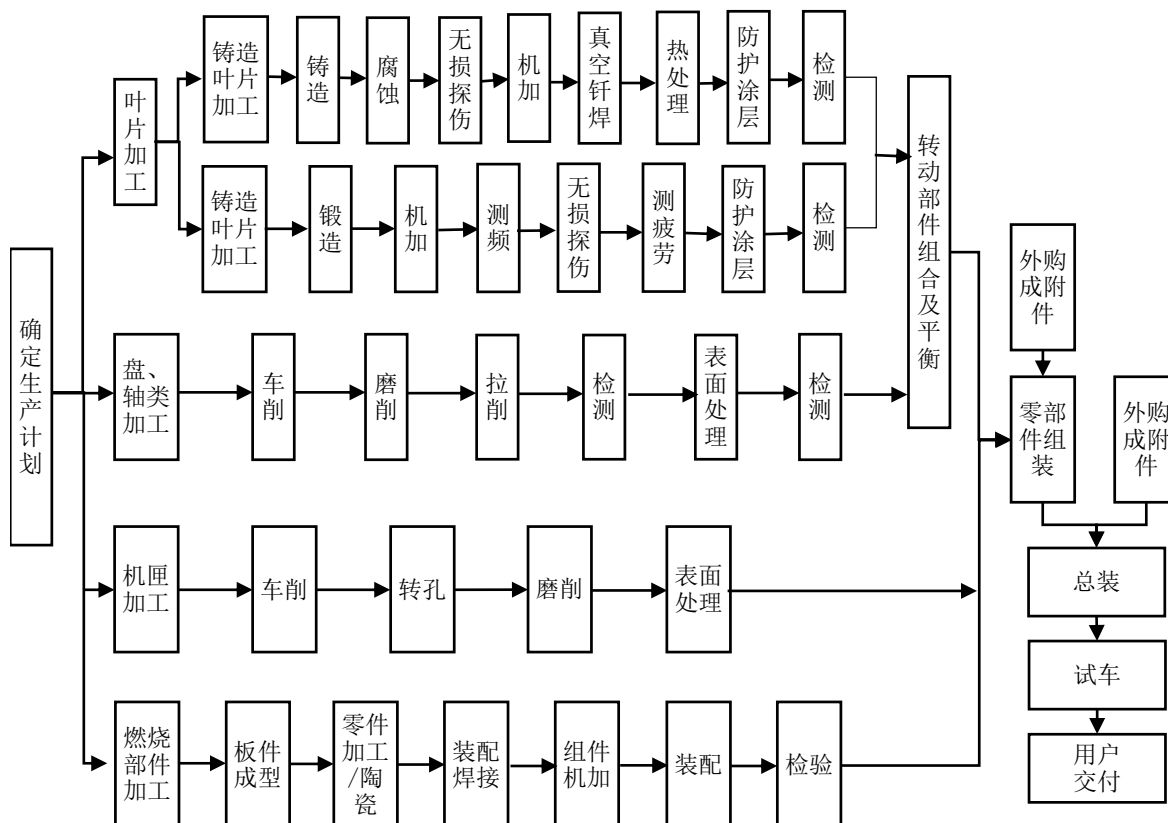 确定生产计划
叶片加工
铸造
叶片
加工
铸造
腐蚀
无损探伤
机加
真空钎焊
热处理
防护涂层
检测
铸造
叶片
加工
锻造
机加
测频
无损探伤
测疲劳
防护涂层
检测
转动部件组合及平衡
盘、
轴类
加工
车削
磨削
拉削
检测
表面处理
检测
机匣
加工
车削
转孔
磨削
表面
处理
燃烧
部件
加工
板件
成型
零件
加工
/陶
瓷
装配
焊接
组件
机加
装配
检验
外购
成附
件
零部
件组
装
外购
成附
件
总装
试车
用户
交付